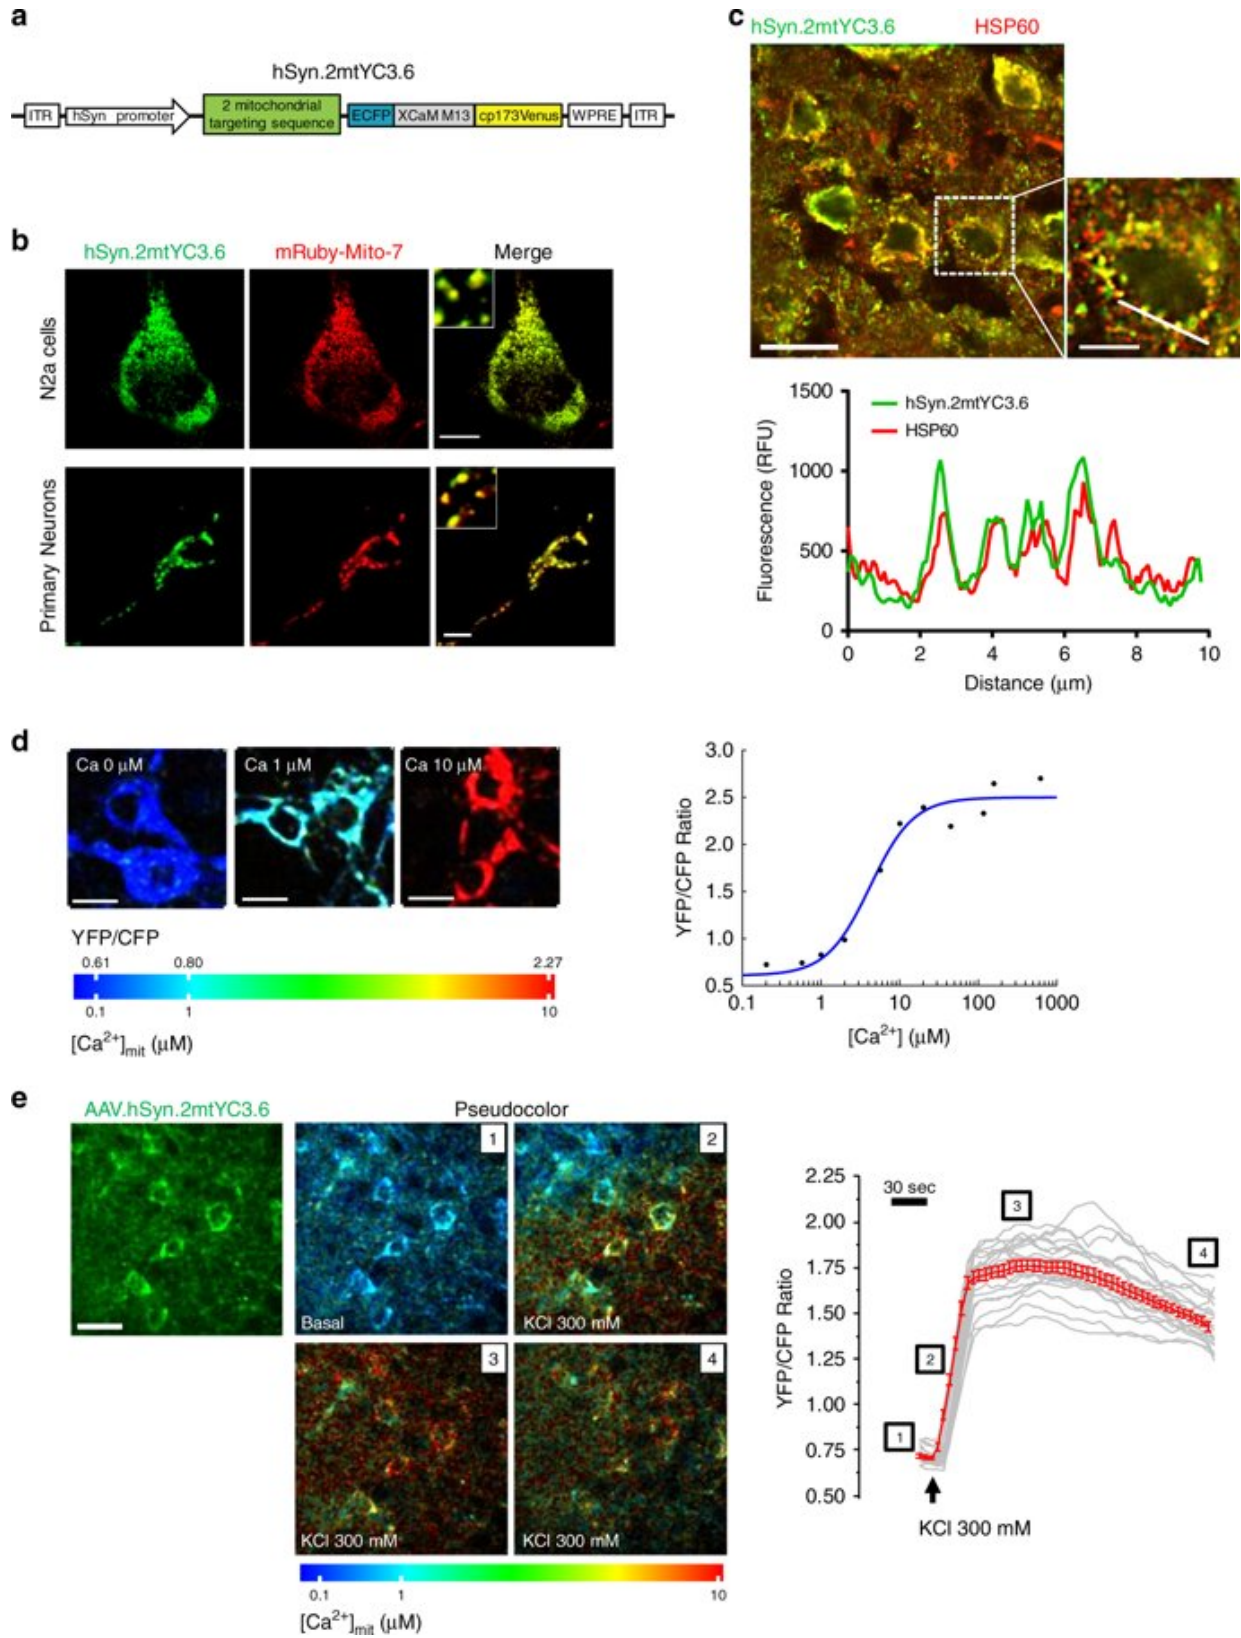 a
hSyn.2mtYC3.6
ITR
hSyn promoter
2 mitochondrial
targeting sequence
ECFP
XCaM M13
cp173Venus
WPRE
ITR
b
hSyn.2mtYC3.6
mRuby-Mito-7
Merge
N2a cells
Primary Neurons
c
hSyn.2mtYC3.6
HSP60
1500
1000
500
0
Fluorescence (RFU)
hSyn.2mtYC3.6
HSP60
0 2 4 6 8 10
Distance (μm)
d
Ca 0 μM
Ca 1 μM
Ca 10 μM
YFP/CFP
0.61 0.80 2.27
0.1 1 10
[Ca²⁺]mit (μM)
3.0
2.5
2.0
1.5
1.0
0.5
YFP/CFP Ratio
0.1 1 10 100 1000
[Ca²⁺] (μM)
e
AAV.hSyn.2mtYC3.6
Pseudocolor
1
Basal
2
KCl 300 mM
3
KCl 300 mM
4
KCl 300 mM
0.1 1 10
[Ca²⁺]mit (μM)
2.25
2.00
1.75
1.50
1.25
1.00
0.75
0.50
YFP/CFP Ratio
30 sec
1
2
3
4
KCl 300 mM